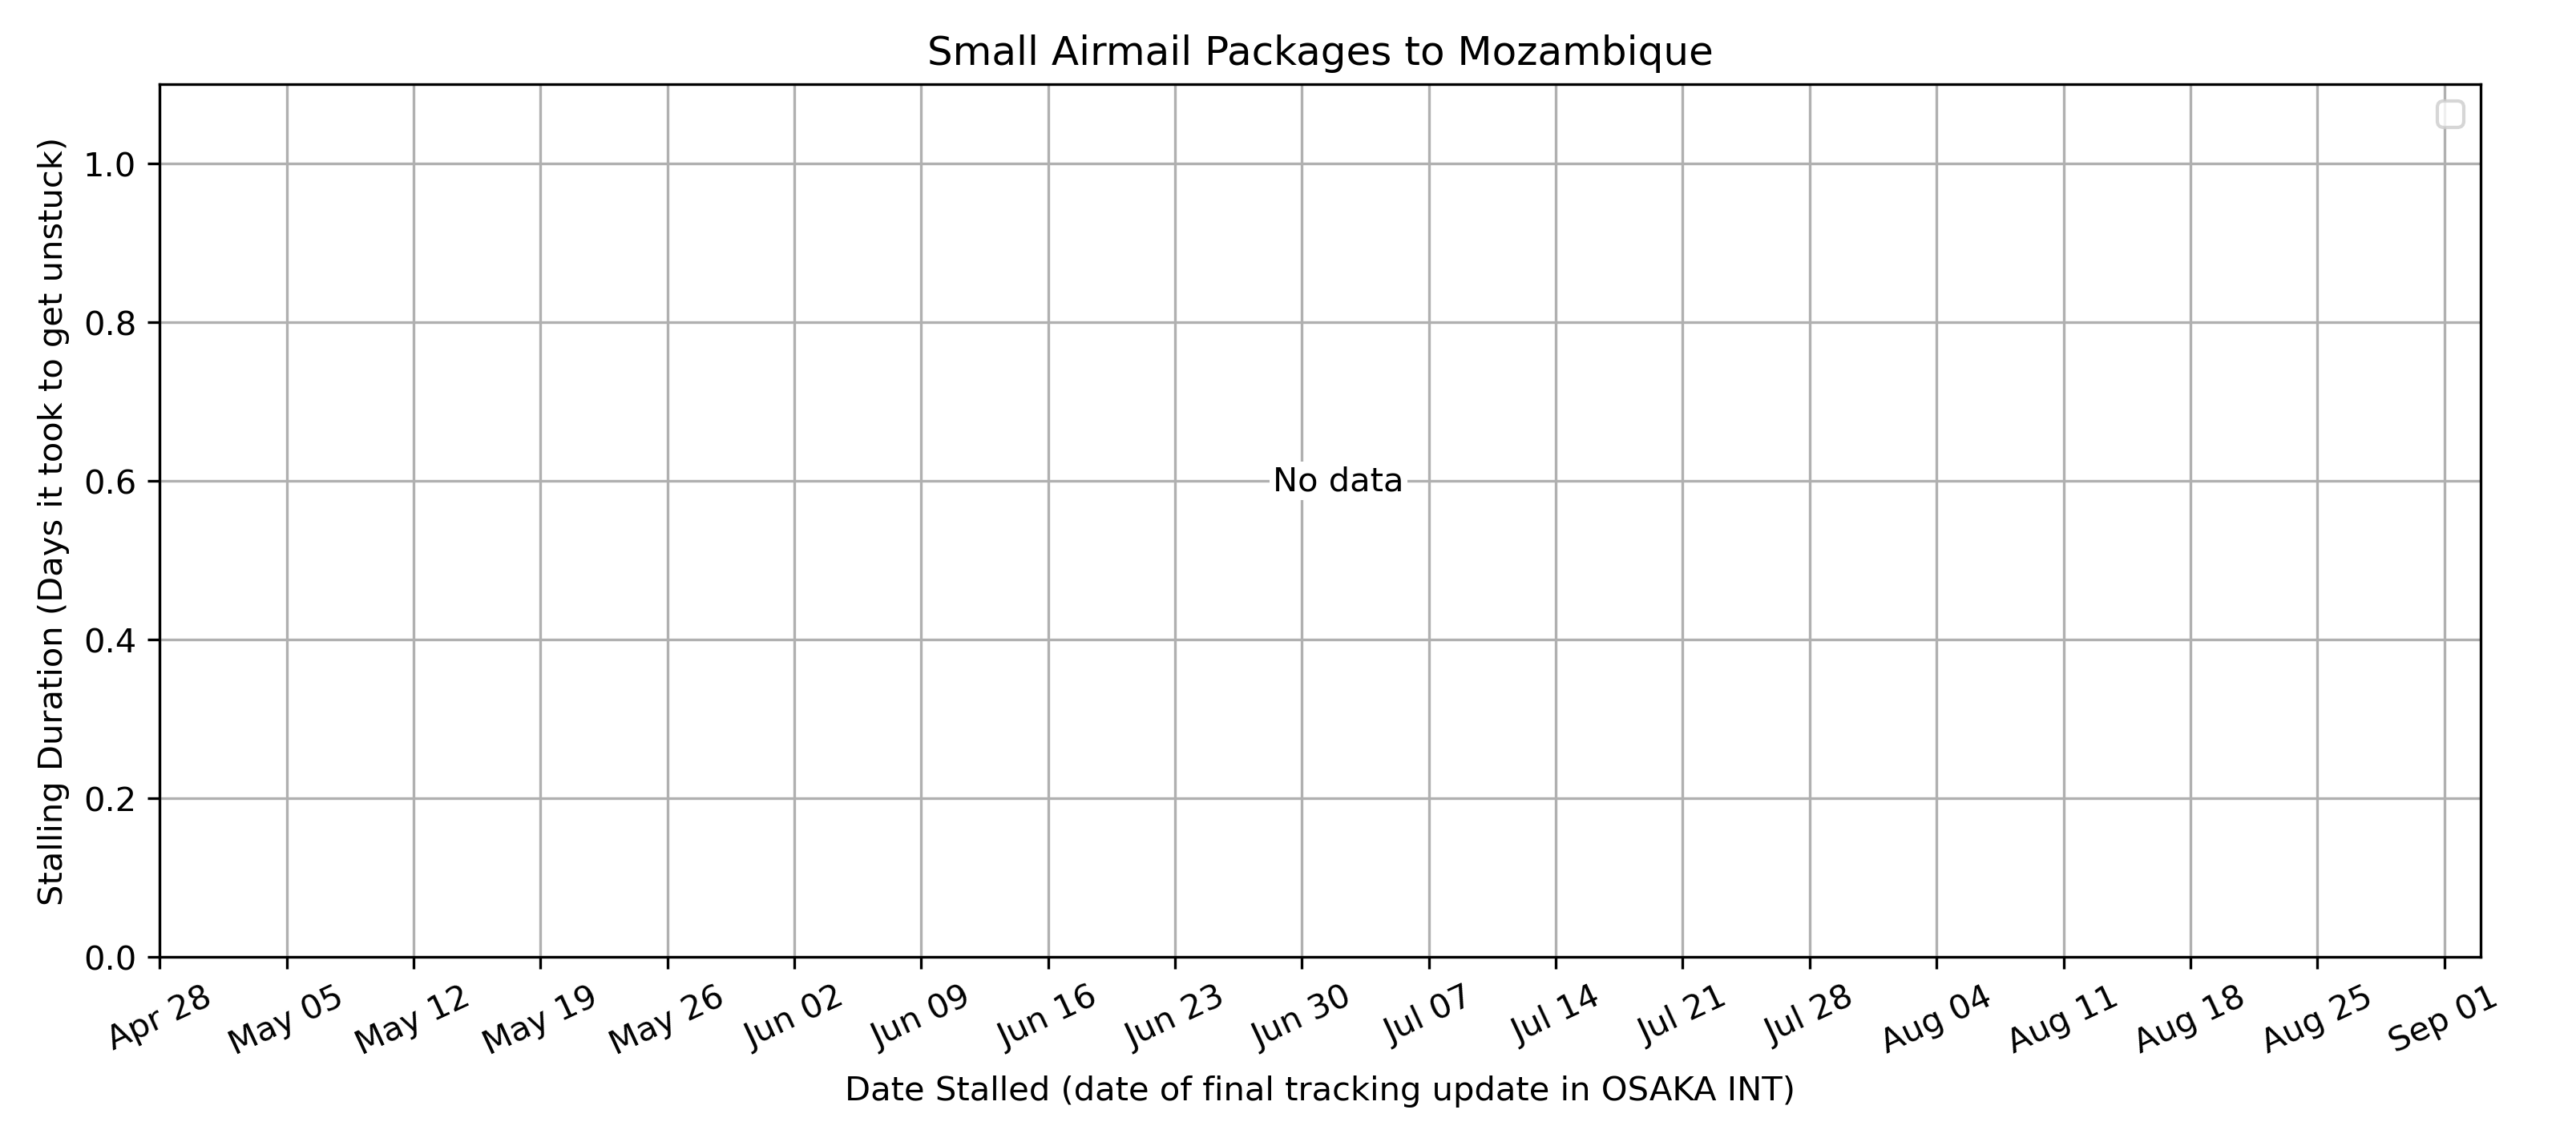 Small Airmail Packages to Mozambique
Stalling Duration (Days it took to get unstuck)
1.0
0.8
0.6
0.4
0.2
0.0
No data
Apr 28 May 05 May 12 May 19 May 26 Jun 02 Jun 09 Jun 16 Jun 23 Jun 30 Jul 07 Jul 14 Jul 21 Jul 28 Aug 04 Aug 11 Aug 18 Aug 25 Sep 01
Date Stalled (date of final tracking update in OSAKA INT)